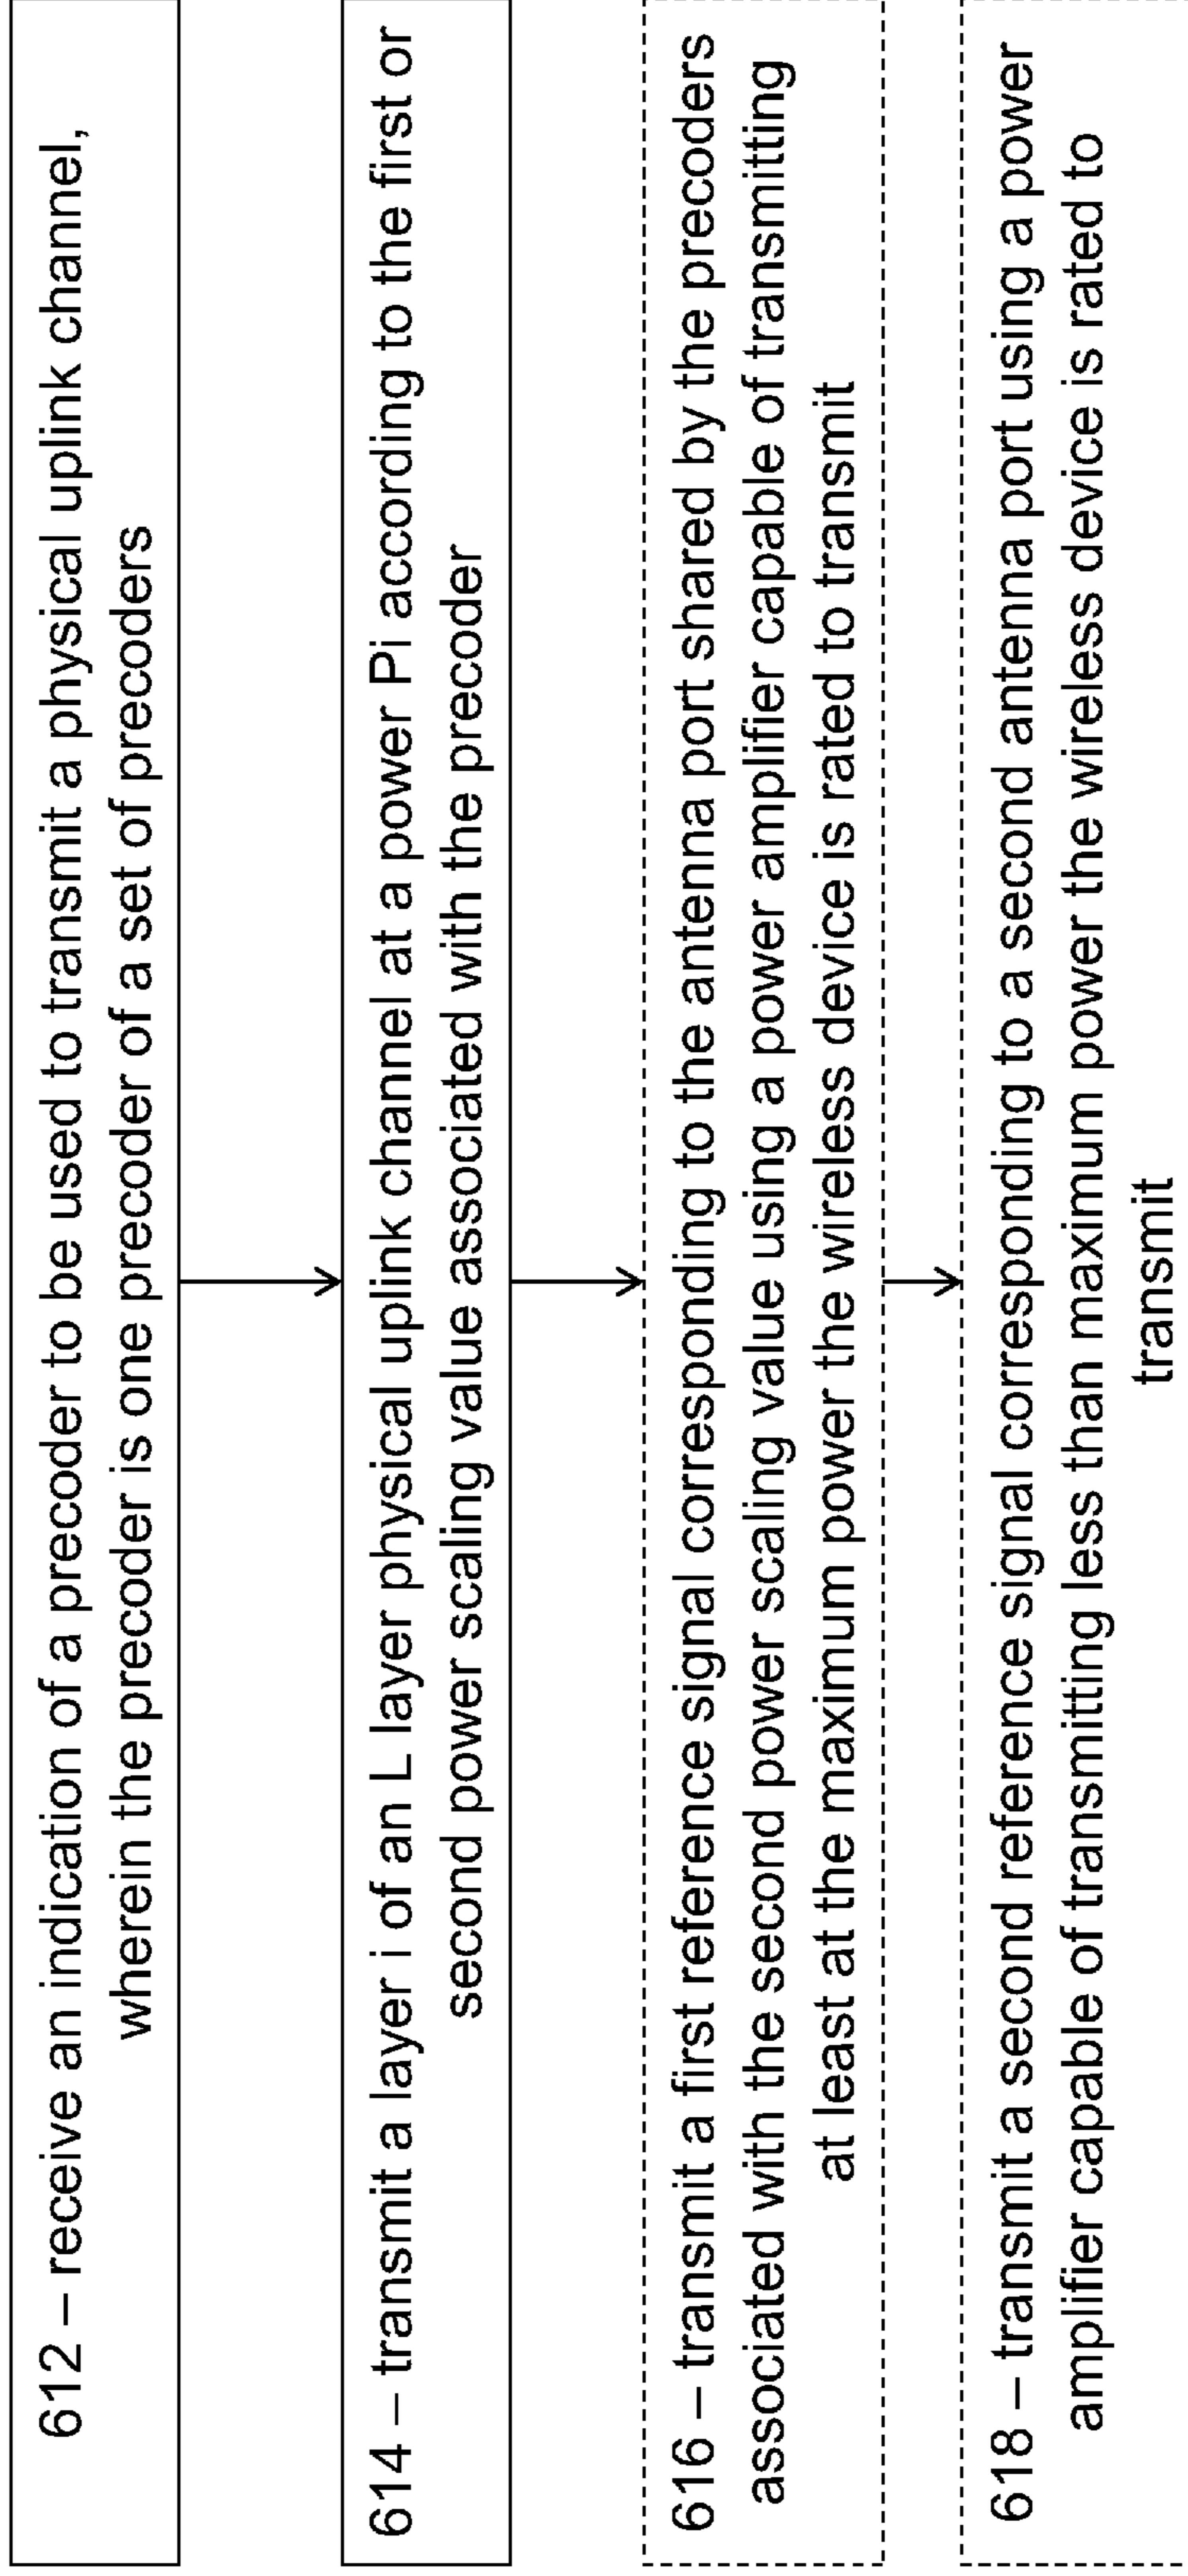 612 – receive an indication of a precoder to be used to transmit a physical uplink channel,
wherein the precoder is one precoder of a set of precoders
614 – transmit a layer i of an L layer physical uplink channel at a power Pi according to the first or
second power scaling value associated with the precoder
616 – transmit a first reference signal corresponding to the antenna port shared by the precoders
associated with the second power scaling value using a power amplifier capable of transmitting
at least at the maximum power the wireless device is rated to transmit
618 – transmit a second reference signal corresponding to a second antenna port using a power
amplifier capable of transmitting less than maximum power the wireless device is rated to
transmit